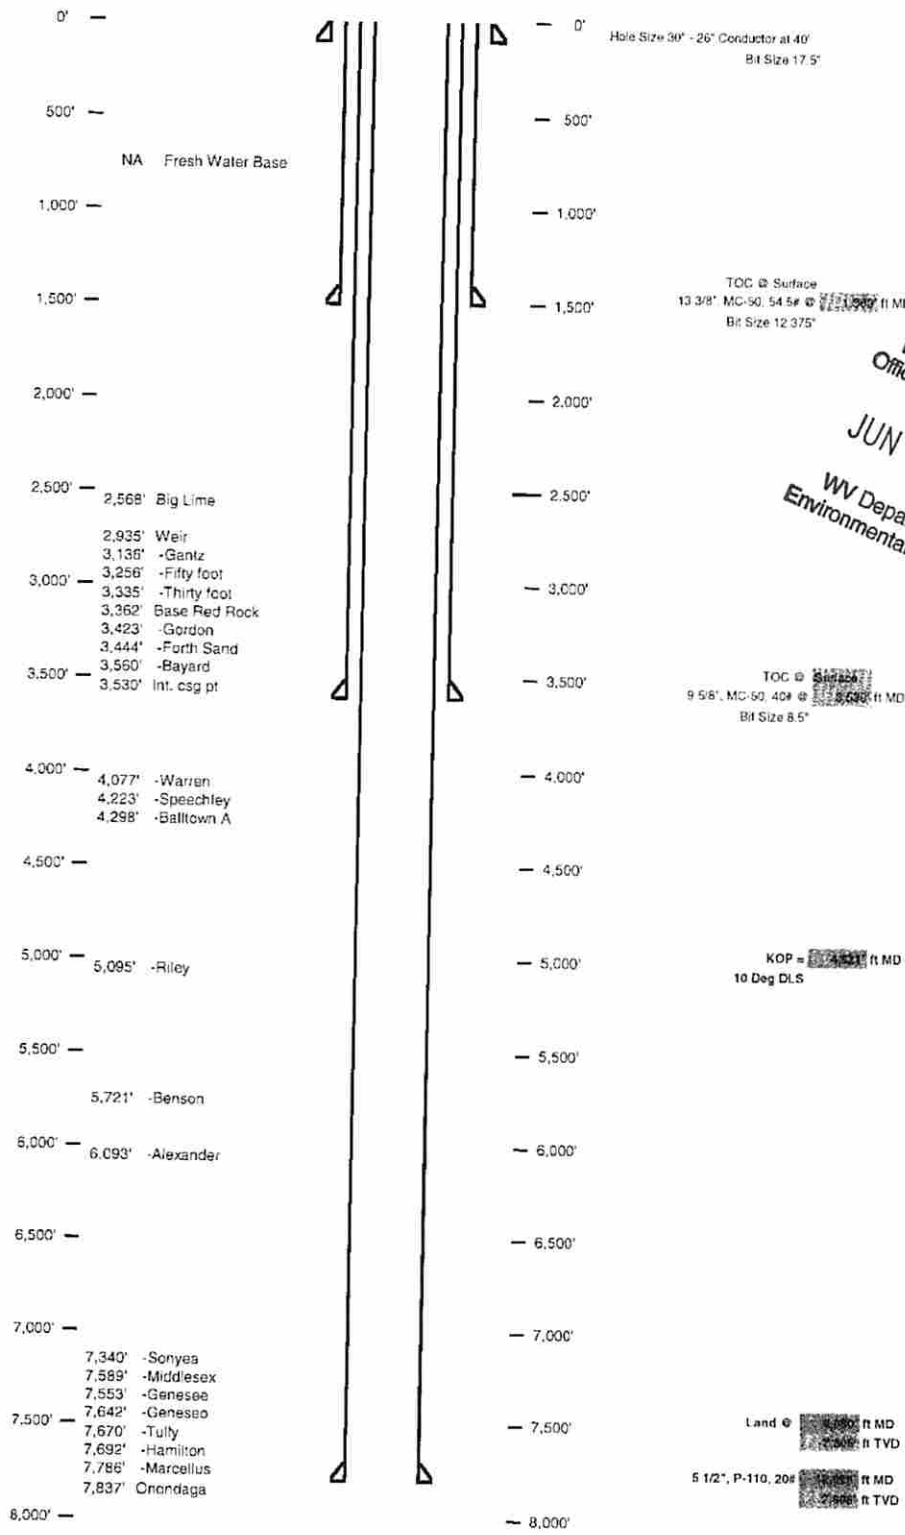 0' 0'
Hole Size 30" - 26" Conductor at 40'
Bit Size 17.5"
500' 500'
NA Fresh Water Base
1,000' 1,000'
TOC @ Surface
1,500' 1,500'
13 3/8", MC-50, 54.5# @ ft MD
Bit Size 12.375"
2,000' 2,000'
JUN
WV Depa
Environmenta
2,500' 2,500'
2,568' Big Lime
2,935' Weir
3,136' -Gantz
3,256' -Fifty foot
3,000' 3,000'
3,335' -Thirty foot
3,362' Base Red Rock
3,423' -Gordon
3,444' -Forth Sand
3,560' -Bayard
3,500' 3,500'
3,530' Int. csg pt
TOC @ Surface
9 5/8", MC-50, 40# @ ft MD
Bit Size 8.5"
4,000' 4,000'
4,077' -Warren
4,223' -Speechley
4,298' -Balltown A
4,500' 4,500'
5,000' 5,000'
5,095' -Riley
KOP = ft MD
10 Deg DLS
5,500' 5,500'
5,721' -Benson
6,000' 6,000'
6,093' -Alexander
6,500' 6,500'
7,000' 7,000'
7,340' -Sonyea
7,589' -Middlesex
7,553' -Genesee
7,642' -Geneseo
7,500' 7,500'
7,670' -Tully
7,692' -Hamilton
7,786' -Marcellus
7,837' Onondaga
Land @ ft MD
ft TVD
5 1/2", P-110, 20# ft MD
ft TVD
8,000' 8,000'